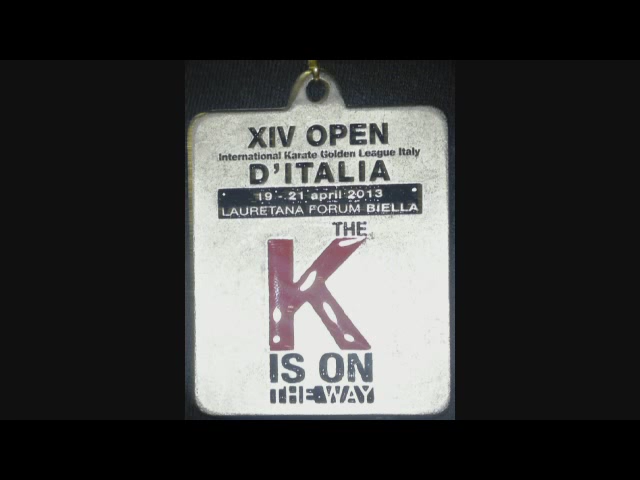 XIV OPEN
International Karate Golden League Italy
D'ITALIA
19 - 21 april 2013
LAURETANA FORUM BIELLA
THE
K
IS ON
THE WAY